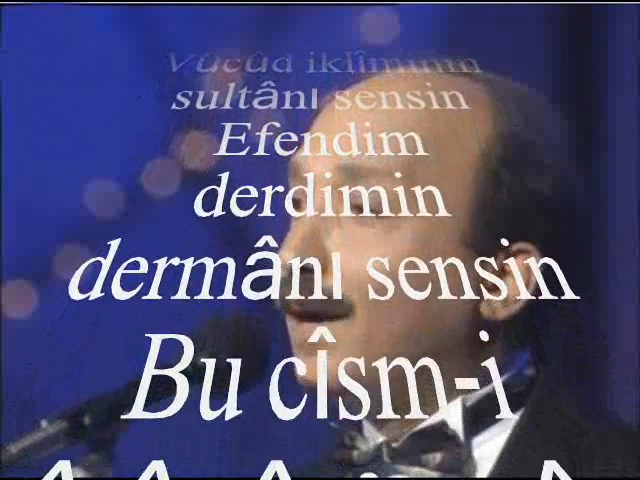 Vücûd iklîminin
sultânı sensin
Efendim
derdimin
dermânı sensin
Bu cîsm-i